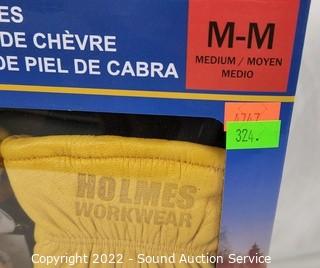 ES
DE CHÈVRE
DE PIEL DE CABRA
M-M
MEDIUM / MOYEN
MEDIO
324.
HOLMES
WORKWEAR
Copyright 2022 - Sound Auction Service